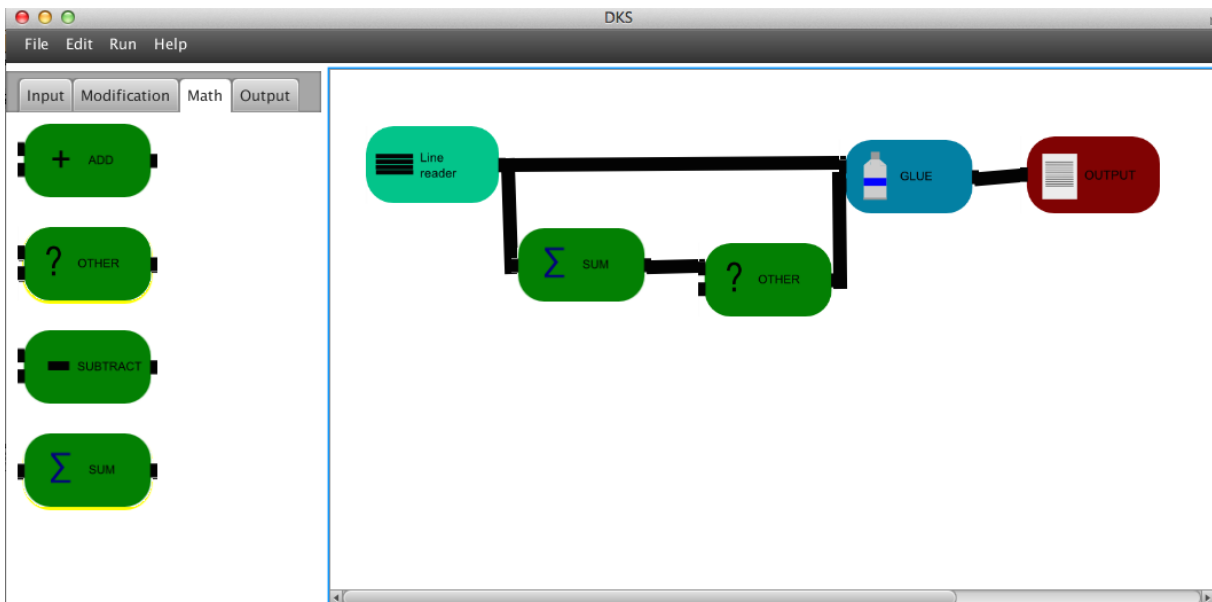 DKS
File Edit Run Help
Input Modification Math Output
+ ADD
? OTHER
SUBTRACT
Σ SUM
Line
reader
Σ SUM
? OTHER
GLUE
OUTPUT